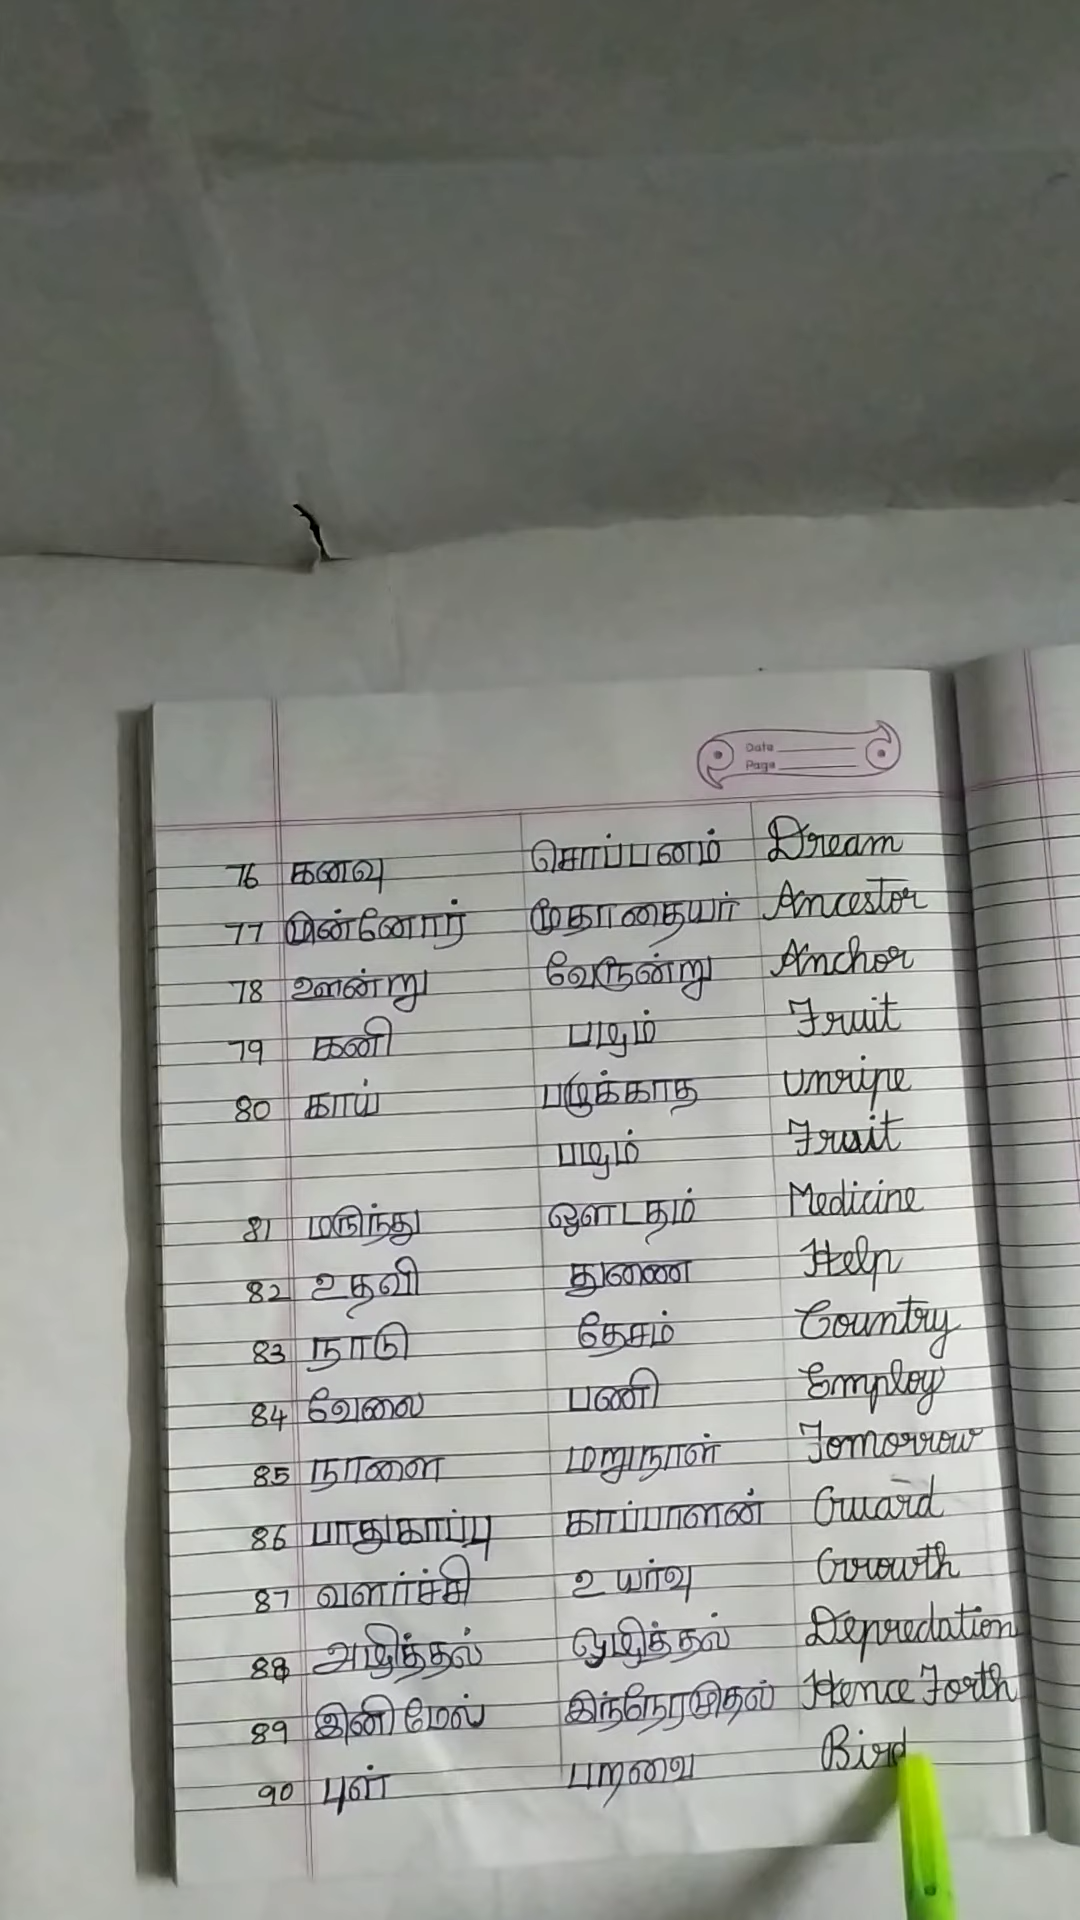 Date
Page
76 கனவு சொப்பனம் Dream
77 முன்னோர் மூதாதையர் Ancestor
78 ஊன்று வேரூன்று Anchor
79 கனி பழம் Fruit
80 காய் பழுக்காத unripe
பழம் Fruit
81 மருந்து ஔடதம் Medicine
82 உதவி துணை Help
83 நாடு தேசம் Country
84 வேலை பணி Employ
85 நாளை மறுநாள் Tomorrow
86 பாதுகாப்பு காப்பாளன் Guard
87 வளர்ச்சி உயர்வு Growth
88 அழித்தல் ஒழித்தல் Depredation
89 இனிமேல் இந்நேரமுதல் Hence Forth
90 புள் பறவை Bird